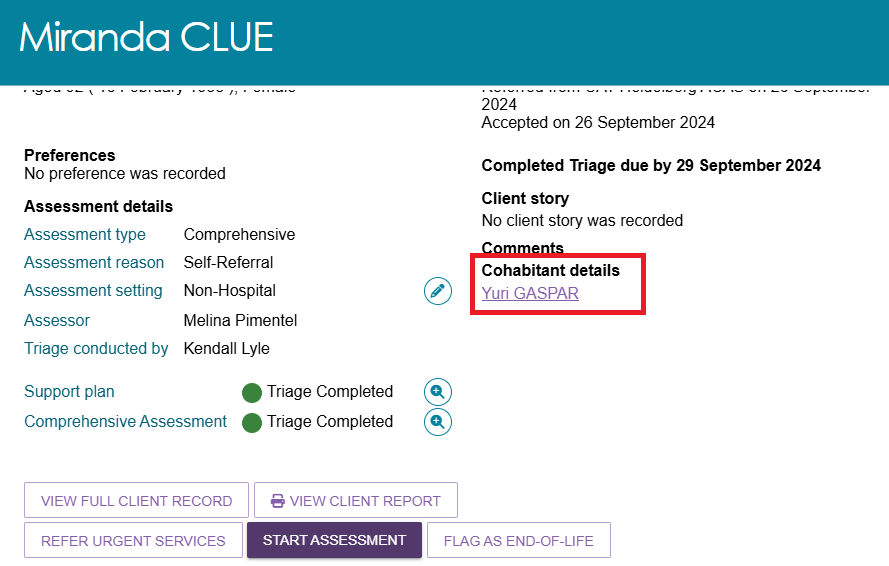 Miranda CLUE
2024
Accepted on 26 September 2024
Preferences
No preference was recorded
Completed Triage due by 29 September 2024
Assessment details
Client story
No client story was recorded
Assessment type Comprehensive
Assessment reason Self-Referral
Assessment setting Non-Hospital
Assessor Melina Pimentel
Triage conducted by Kendall Lyle
Comments
Cohabitant details
Yuri GASPAR
Support plan Triage Completed
Comprehensive Assessment Triage Completed
VIEW FULL CLIENT RECORD VIEW CLIENT REPORT
REFER URGENT SERVICES START ASSESSMENT FLAG AS END-OF-LIFE